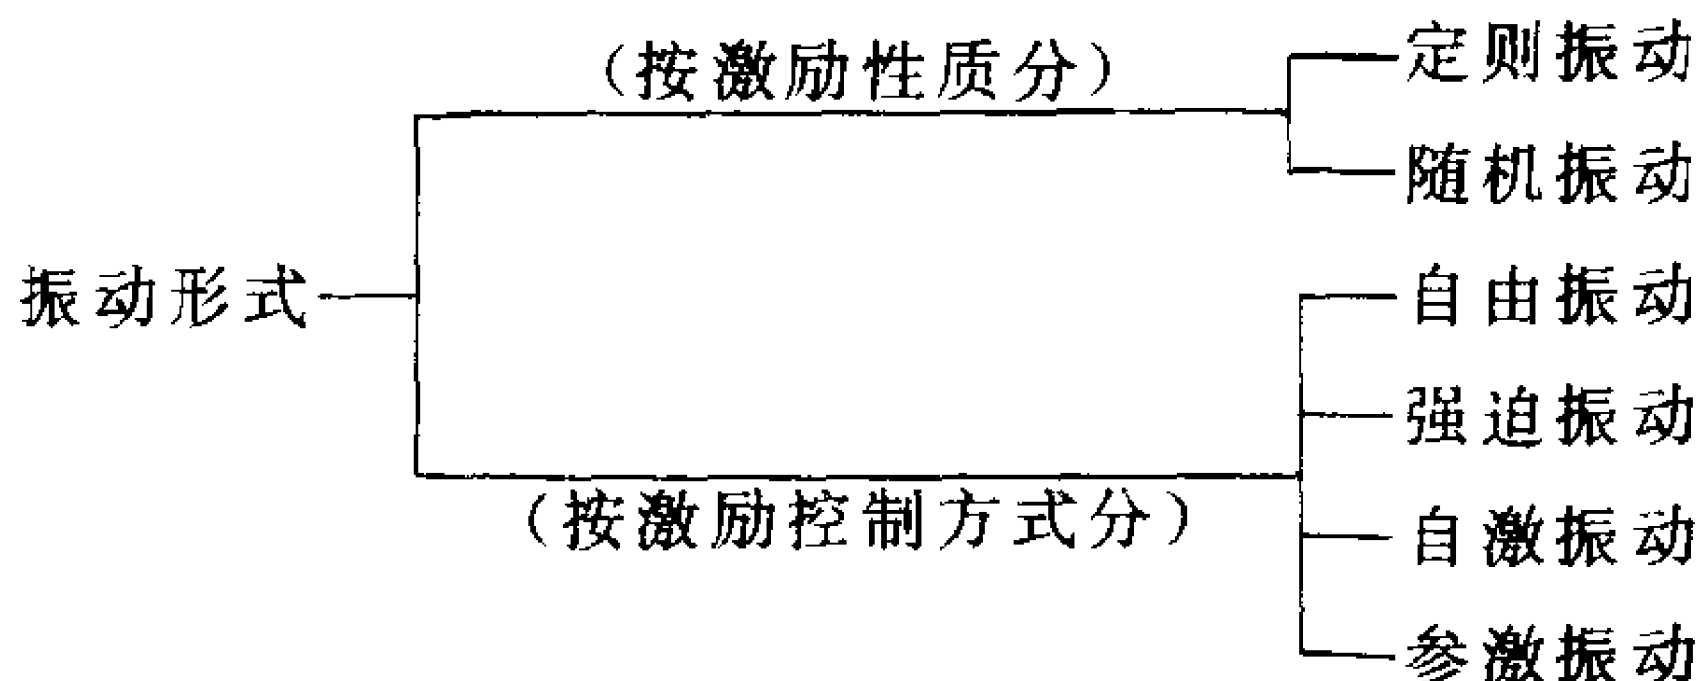 振动形式
（按激励性质分）
定则振动
随机振动
（按激励控制方式分）
自由振动
强迫振动
自激振动
参激振动